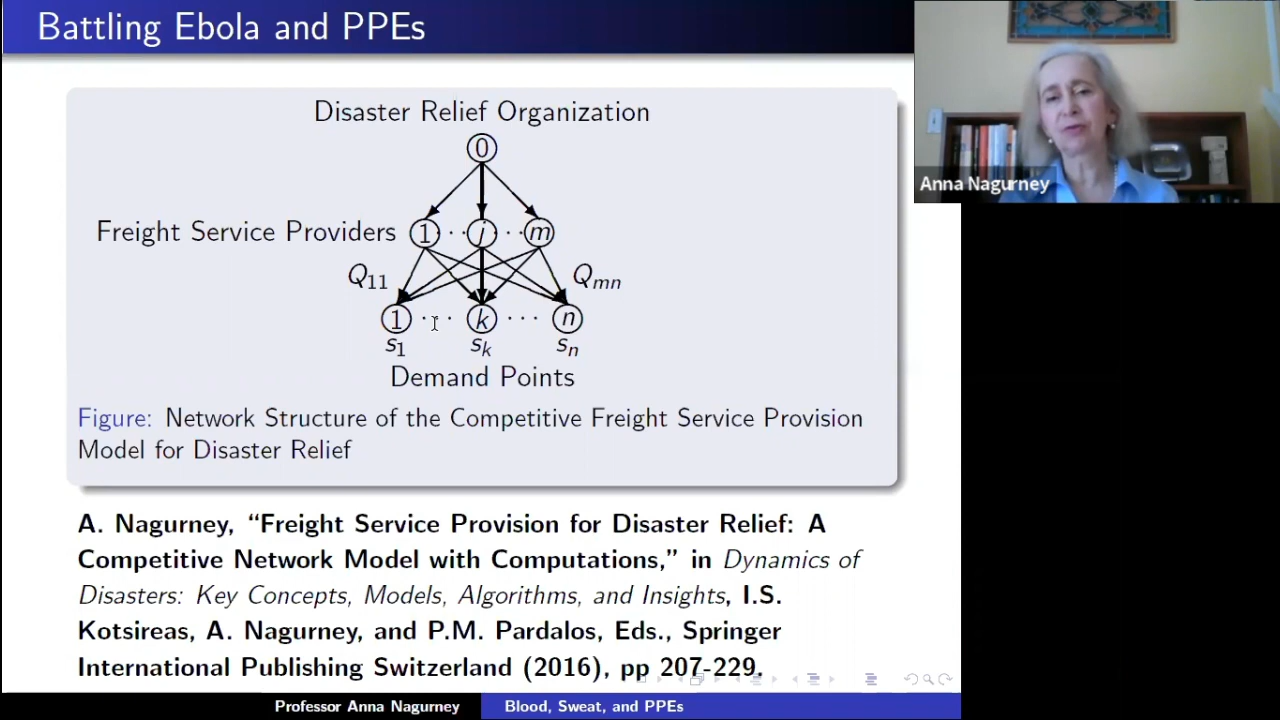 Battling Ebola and PPEs
Disaster Relief Organization
0
Freight Service Providers 1 · · j · · m
Q11 Qmn
1 · · · k · · · n
s1 sk sn
Demand Points
Figure: Network Structure of the Competitive Freight Service Provision
Model for Disaster Relief
A. Nagurney, “Freight Service Provision for Disaster Relief: A
Competitive Network Model with Computations,” in Dynamics of
Disasters: Key Concepts, Models, Algorithms, and Insights, I.S.
Kotsireas, A. Nagurney, and P.M. Pardalos, Eds., Springer
International Publishing Switzerland (2016), pp 207-229.
Professor Anna Nagurney Blood, Sweat, and PPEs
Anna Nagurney